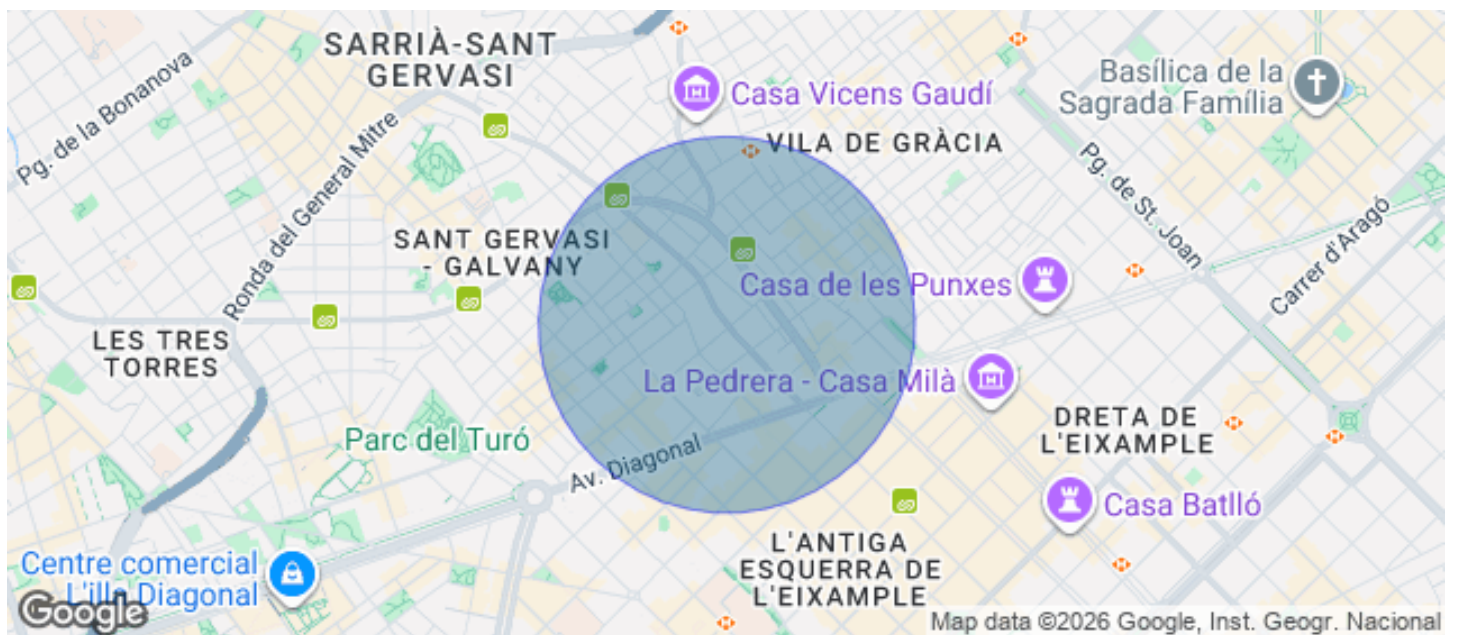 SARRIÀ-SANT
GERVASI
Pg. de la Bonanova
Ronda del General Mitre
Casa Vicens Gaudí
VILA DE GRÀCIA
Basílica de la
Sagrada Família
Pg. de St. Joan
Carrer d'Aragó
SANT GERVASI
- GALVANY
Casa de les Punxes
LES TRES
TORRES
La Pedrera - Casa Milà
DRETA DE
L'EIXAMPLE
Parc del Turó
Av. Diagonal
Casa Batlló
L'ANTIGA
ESQUERRA DE
L'EIXAMPLE
Centre comercial
L'illa Diagonal
Google
Map data ©2026 Google, Inst. Geogr. Nacional